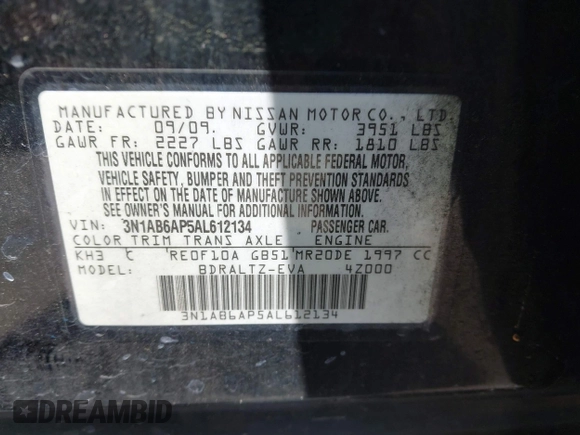 MANUFACTURED BY NISSAN MOTOR CO., LTD.
DATE: 09/09. GVWR: 3951 LBS
GAWR FR: 2227 LBS GAWR RR: 1810 LBS
THIS VEHICLE CONFORMS TO ALL APPLICABLE FEDERAL MOTOR,
VEHICLE SAFETY, BUMPER AND THEFT PREVENTION STANDARDS
IN EFFECT ON THE DATE OF MANUFACTURE SHOWN ABOVE.
SEE OWNER'S MANUAL FOR ADDITIONAL INFORMATION.
VIN: 3N1AB6AP5AL612134 PASSENGER CAR.
COLOR TRIM TRANS AXLE ENGINE
KH3 C RE0F10A GB51 MR20DE 1997 CC
MODEL: BDRALTZ-EVA 4Z000
3N1AB6AP5AL612134
DREAMBID